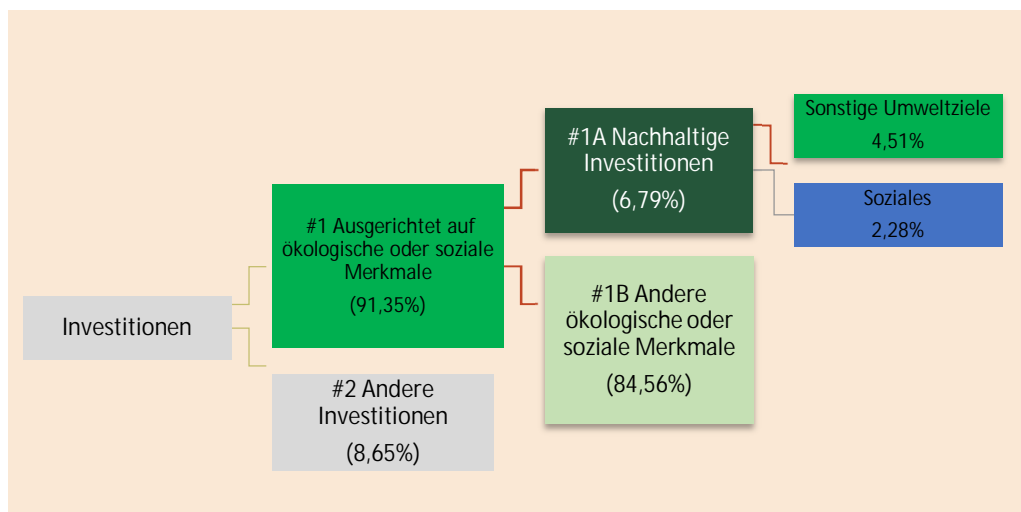 Investitionen
#1 Ausgerichtet auf
ökologische oder soziale
Merkmale
(91,35%)
#2 Andere
Investitionen
(8,65%)
#1A Nachhaltige
Investitionen
(6,79%)
#1B Andere
ökologische oder
soziale Merkmale
(84,56%)
Sonstige Umweltziele
4,51%
Soziales
2,28%